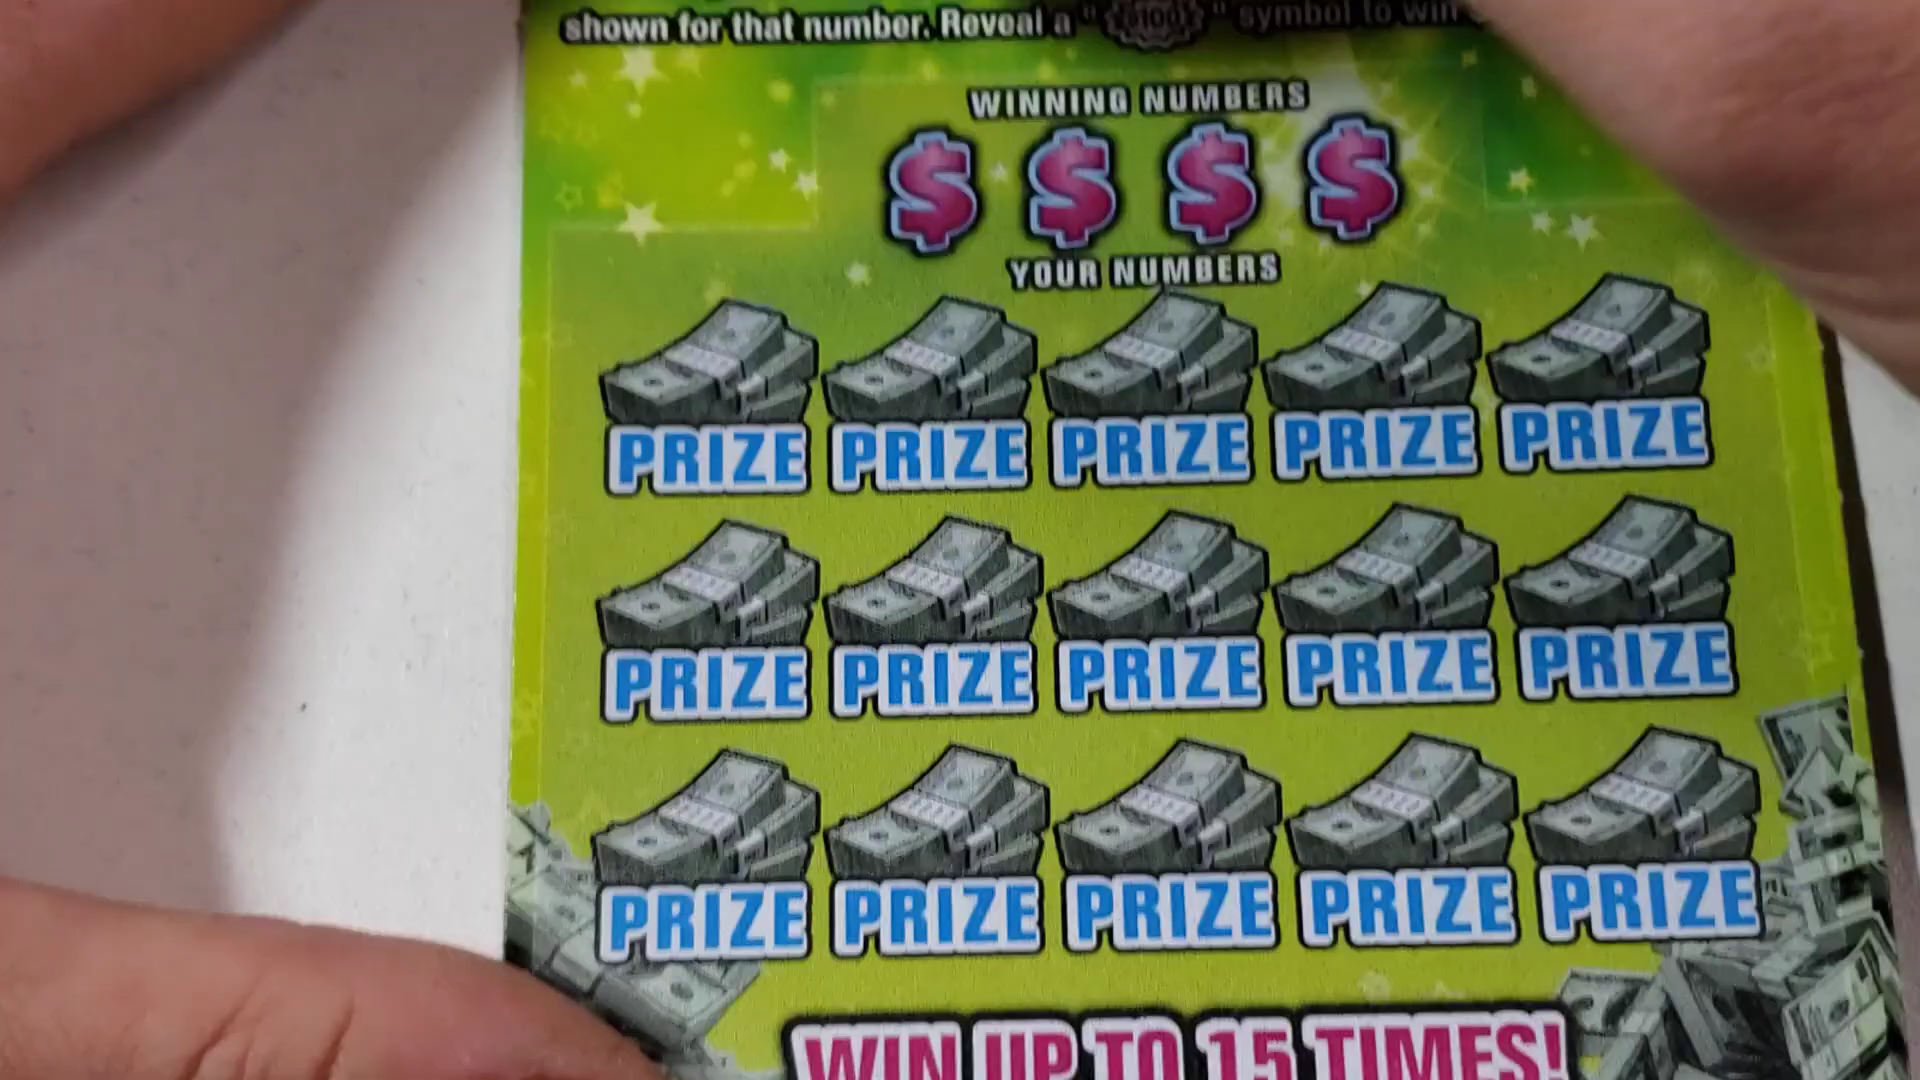 shown for that number. Reveal a " $100 " symbol to win
WINNING NUMBERS
$ $ $ $
YOUR NUMBERS
PRIZE PRIZE PRIZE PRIZE PRIZE
PRIZE PRIZE PRIZE PRIZE PRIZE
PRIZE PRIZE PRIZE PRIZE PRIZE
WIN UP TO 15 TIMES!